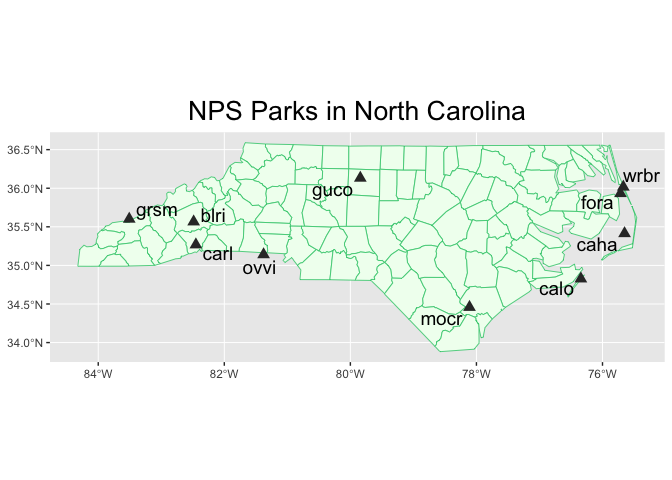 NPS Parks in North Carolina
36.5°N
36.0°N
35.5°N
35.0°N
34.5°N
34.0°N
wrbr
guco
fora
grsm
blri
caha
carl
ovvi
calo
mocr
84°W
82°W
80°W
78°W
76°W